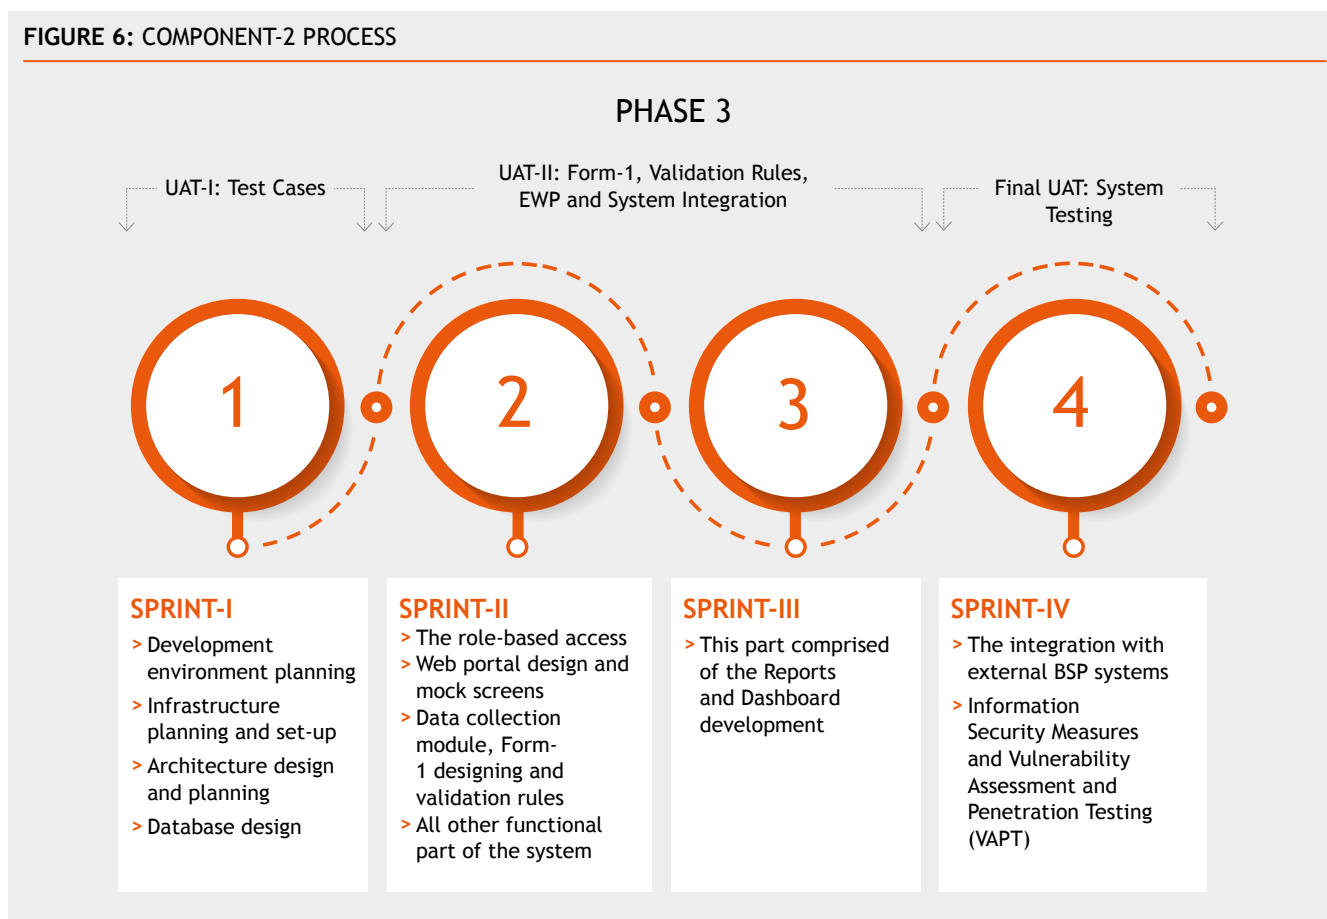 FIGURE 6: COMPONENT-2 PROCESS
PHASE 3
UAT-I: Test Cases
UAT-II: Form-1, Validation Rules,
EWP and System Integration
Final UAT: System
Testing
1
2
3
4
SPRINT-I
> Development
environment planning
> Infrastructure
planning and set-up
> Architecture design
and planning
> Database design
SPRINT-II
> The role-based access
> Web portal design and
mock screens
> Data collection
module, Form-
1 designing and
validation rules
> All other functional
part of the system
SPRINT-III
> This part comprised
of the Reports
and Dashboard
development
SPRINT-IV
> The integration with
external BSP systems
> Information
Security Measures
and Vulnerability
Assessment and
Penetration Testing
(VAPT)